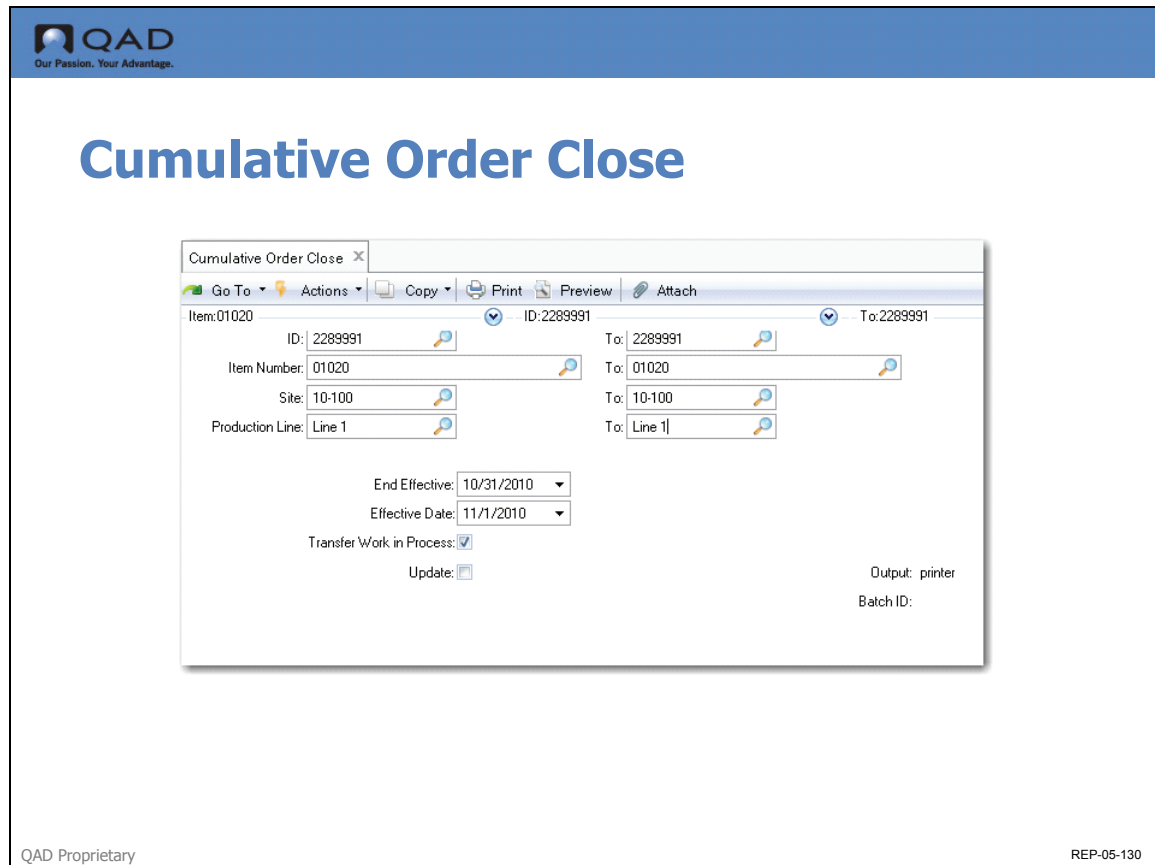 QAD
Our Passion. Your Advantage.
Cumulative Order Close
Cumulative Order Close
Go To Actions Copy Print Preview Attach
Item:01020 ID:2289991 To:2289991
ID: 2289991 To: 2289991
Item Number: 01020 To: 01020
Site: 10-100 To: 10-100
Production Line: Line 1 To: Line 1
End Effective: 10/31/2010
Effective Date: 11/1/2010
Transfer Work in Process:
Update: Output: printer
Batch ID:
QAD Proprietary REP-05-130